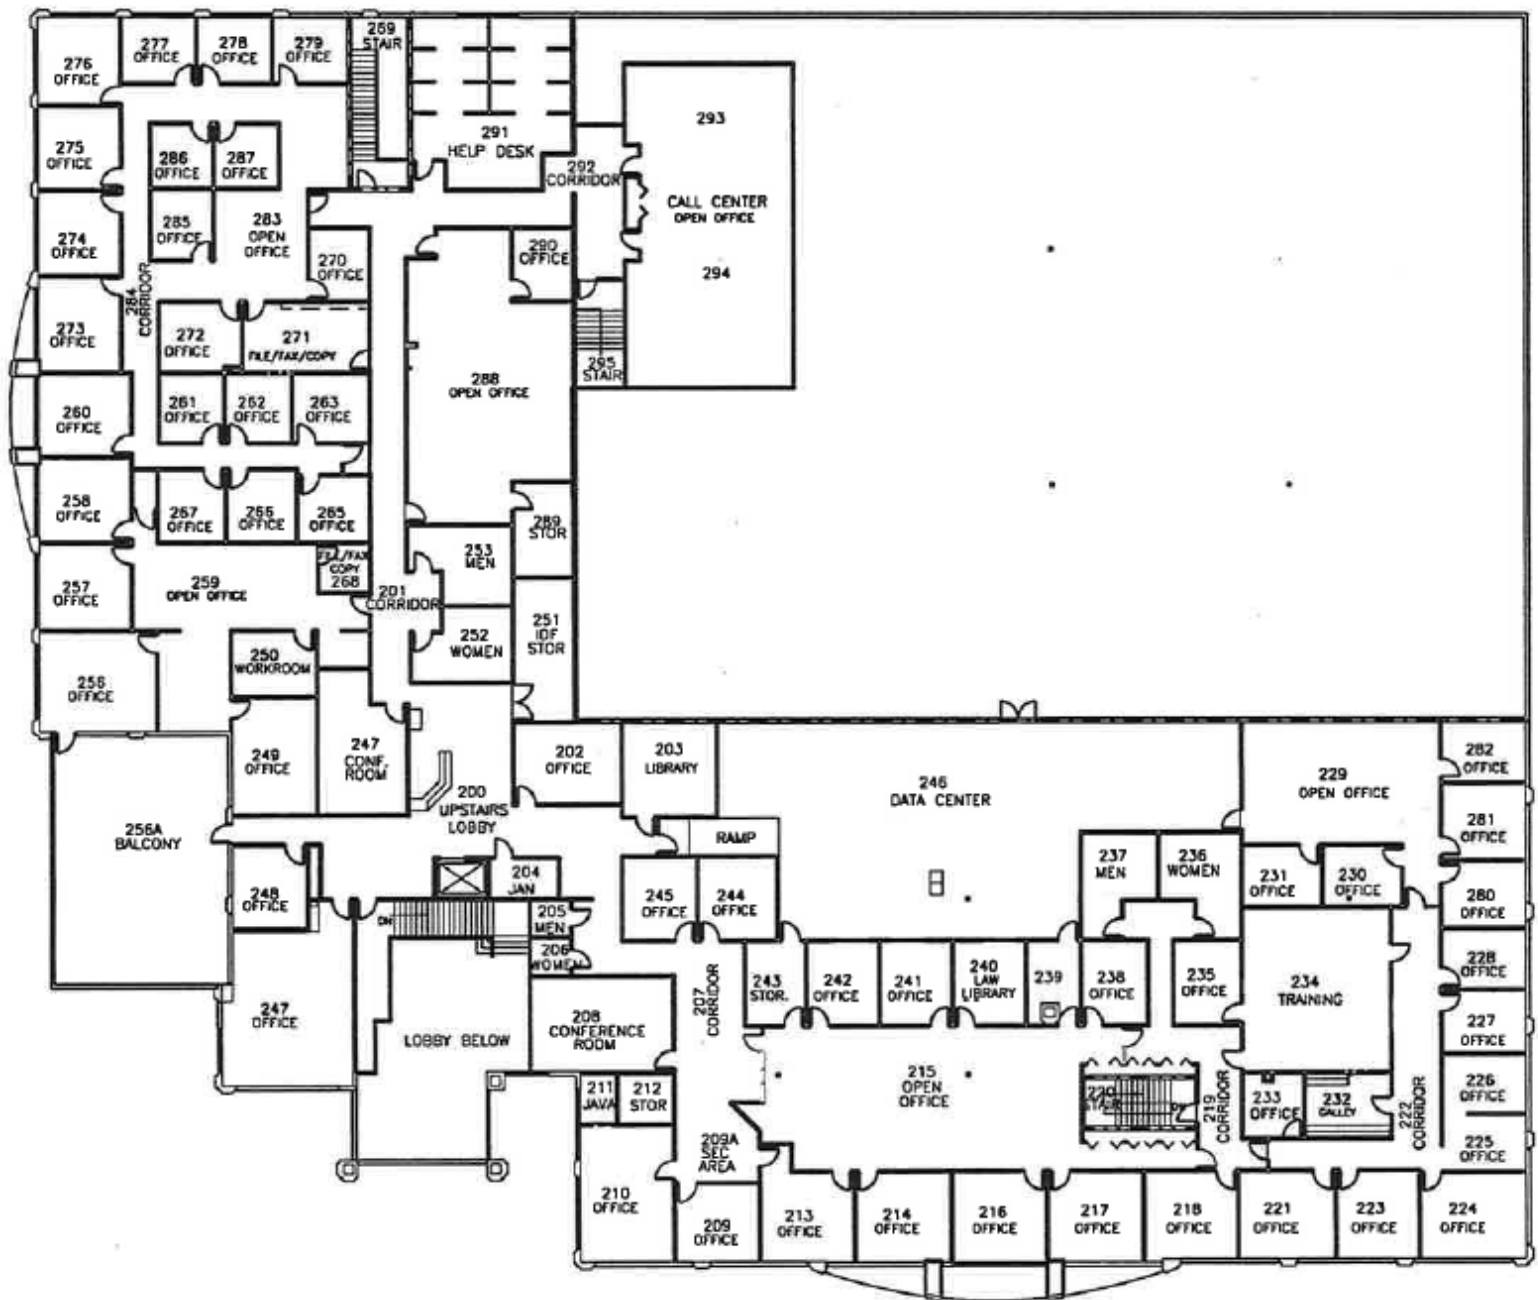 276
OFFICE
277
OFFICE
278
OFFICE
279
OFFICE
269
STAIR
275
OFFICE
286
OFFICE
287
OFFICE
291
HELP DESK
292
CORRIDOR
293
CALL CENTER
OPEN OFFICE
294
274
OFFICE
285
OFFICE
283
OPEN
OFFICE
270
OFFICE
290
OFFICE
284
CORRIDOR
273
OFFICE
272
OFFICE
271
FILE/FAX/COPY
288
OPEN OFFICE
295
STAIR
260
OFFICE
261
OFFICE
262
OFFICE
263
OFFICE
258
OFFICE
267
OFFICE
266
OFFICE
265
OFFICE
289
STOR
257
OFFICE
259
OPEN OFFICE
FILE/FAX
COPY
268
201
CORRIDOR
253
MEN
252
WOMEN
251
IDF
STOR
256
OFFICE
250
WORKROOM
249
OFFICE
247
CONF.
ROOM
200
UPSTAIRS
LOBBY
202
OFFICE
203
LIBRARY
246
DATA CENTER
229
OPEN OFFICE
282
OFFICE
281
OFFICE
256A
BALCONY
RAMP
248
OFFICE
204
JAN
245
OFFICE
244
OFFICE
237
MEN
236
WOMEN
231
OFFICE
230
OFFICE
280
OFFICE
DN
205
MEN
206
WOMEN
247
OFFICE
LOBBY BELOW
208
CONFERENCE
ROOM
207
CORRIDOR
243
STOR.
242
OFFICE
241
OFFICE
240
LAW
LIBRARY
239
238
OFFICE
235
OFFICE
234
TRAINING
228
OFFICE
227
OFFICE
211
JAVA
212
STOR
215
OPEN
OFFICE
220
STAIR
DN
219
CORRIDOR
233
OFFICE
232
GALLEY
222
CORRIDOR
226
OFFICE
225
OFFICE
209A
SEC
AREA
210
OFFICE
209
OFFICE
213
OFFICE
214
OFFICE
216
OFFICE
217
OFFICE
218
OFFICE
221
OFFICE
223
OFFICE
224
OFFICE